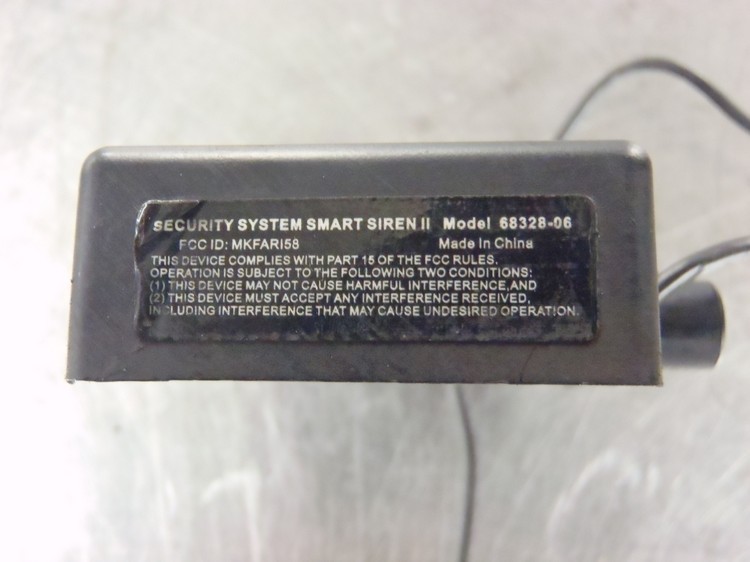 SECURITY SYSTEM SMART SIREN II Model 68328-06
FCC ID: MKFARI58 Made In China
THIS DEVICE COMPLIES WITH PART 15 OF THE FCC RULES.
OPERATION IS SUBJECT TO THE FOLLOWING TWO CONDITIONS:
(1) THIS DEVICE MAY NOT CAUSE HARMFUL INTERFERENCE,AND
(2) THIS DEVICE MUST ACCEPT ANY INTERFERENCE RECEIVED,
INCLUDING INTERFERENCE THAT MAY CAUSE UNDESIRED OPERATION.